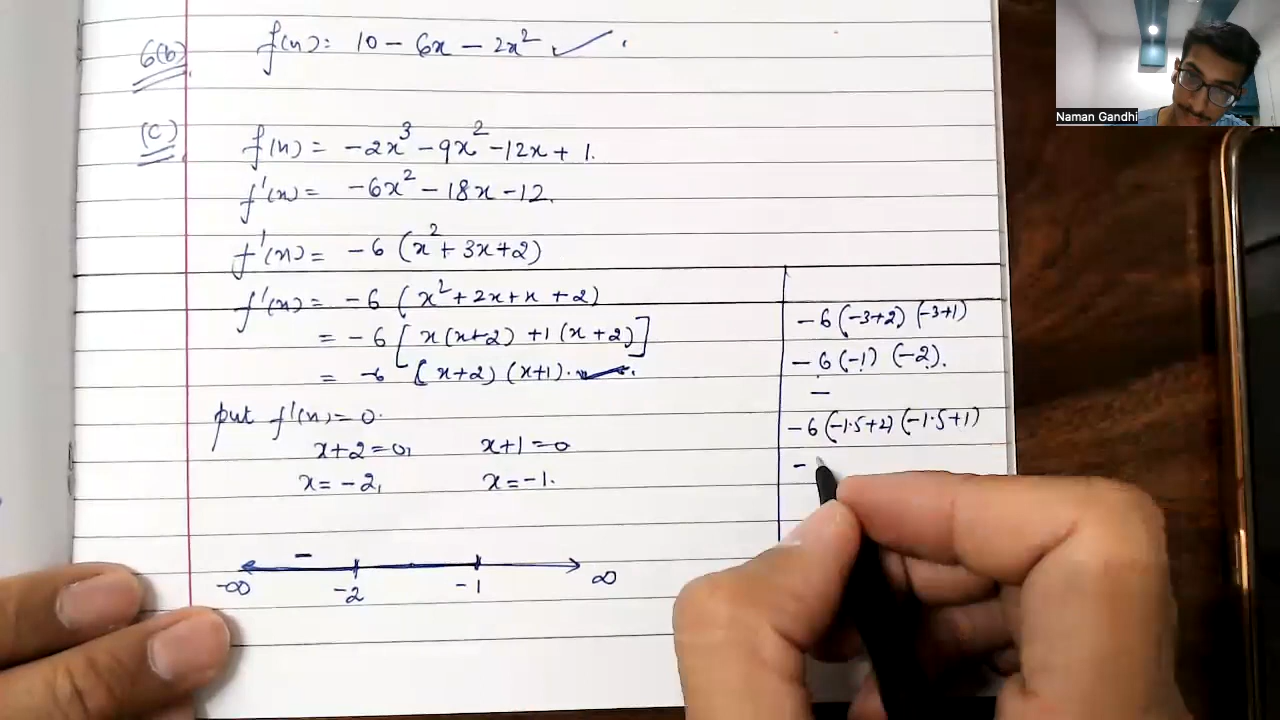 6(b) f(x): 10 - 6x - 2x² ✓.
(C) f(x) = -2x³ - 9x² - 12x + 1.
f'(x) = -6x² - 18x - 12.
f'(x) = -6 (x² + 3x + 2)
f'(x) = -6 (x² + 2x + x + 2)
= -6 [x(x+2) + 1(x+2)]
= -6 (x+2) (x+1).
put f'(x) = 0.
x+2 = 0, x+1 = 0
x = -2, x = -1.
-6(-3+2) (-3+1)
-6(-1) (-2).
-
-6(-1.5+2) (-1.5+1)
-
-
-∞ -2 -1 ∞
Naman Gandhi